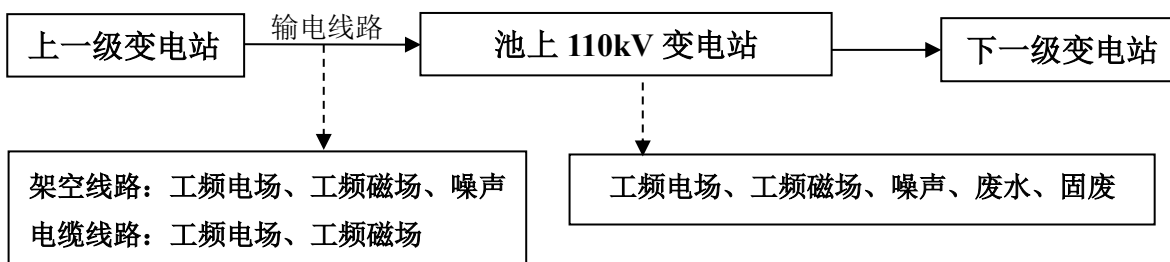 上一级变电站
输电线路
池上 110kV 变电站
下一级变电站
架空线路：工频电场、工频磁场、噪声
电缆线路：工频电场、工频磁场
工频电场、工频磁场、噪声、废水、固废